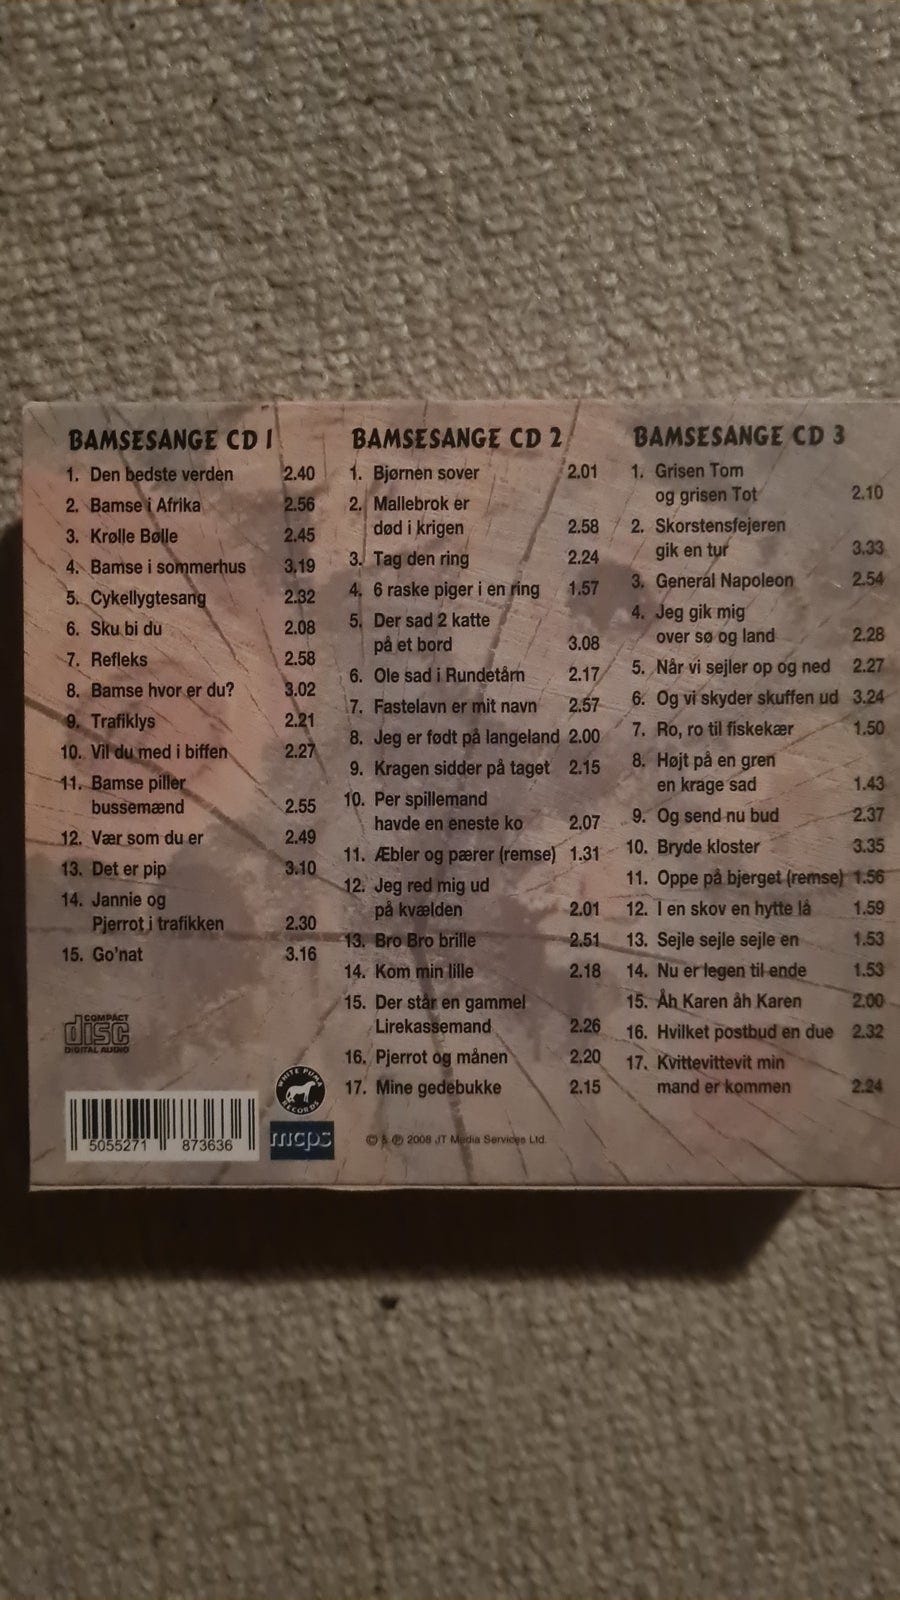 BAMSESANGE CD 1
1. Den bedste verden 2.40
2. Bamse i Afrika 2.56
3. Krølle Bølle 2.45
4. Bamse i sommerhus 3.19
5. Cykellygtesang 2.32
6. Sku bi du 2.08
7. Refleks 2.58
8. Bamse hvor er du? 3.02
9. Trafiklys 2.21
10. Vil du med i biffen 2.27
11. Bamse piller
bussemænd 2.55
12. Vær som du er 2.49
13. Det er pip 3.10
14. Jannie og
Pjerrot i trafikken 2.30
15. Go'nat 3.16
COMPACT
disc
DIGITAL AUDIO
5055271 873636
WHITE PUMA
RECORDS
mcps
BAMSESANGE CD 2
1. Bjørnen sover 2.01
2. Mallebrok er
død i krigen 2.58
3. Tag den ring 2.24
4. 6 raske piger i en ring 1.57
5. Der sad 2 katte
på et bord 3.08
6. Ole sad i Rundetårn 2.17
7. Fastelavn er mit navn 2.57
8. Jeg er født på langeland 2.00
9. Kragen sidder på taget 2.15
10. Per spillemand
havde en eneste ko 2.07
11. Æbler og pærer (remse) 1.31
12. Jeg red mig ud
på kvælden 2.01
13. Bro Bro brille 2.51
14. Kom min lille 2.18
15. Der står en gammel
Lirekassemand 2.26
16. Pjerrot og månen 2.20
17. Mine gedebukke 2.15
© & ℗ 2008 JT Media Services Ltd.
BAMSESANGE CD 3
1. Grisen Tom
og grisen Tot 2.10
2. Skorstensfejeren
gik en tur 3.33
3. General Napoleon 2.54
4. Jeg gik mig
over sø og land 2.28
5. Når vi sejler op og ned 2.27
6. Og vi skyder skuffen ud 3.24
7. Ro, ro til fiskekær 1.50
8. Højt på en gren
en krage sad 1.43
9. Og send nu bud 2.37
10. Bryde kloster 3.35
11. Oppe på bjerget (remse) 1.56
12. I en skov en hytte lå 1.59
13. Sejle sejle sejle en 1.53
14. Nu er legen til ende 1.53
15. Åh Karen åh Karen 2.00
16. Hvilket postbud en due 2.32
17. Kvittevittevit min
mand er kommen 2.24